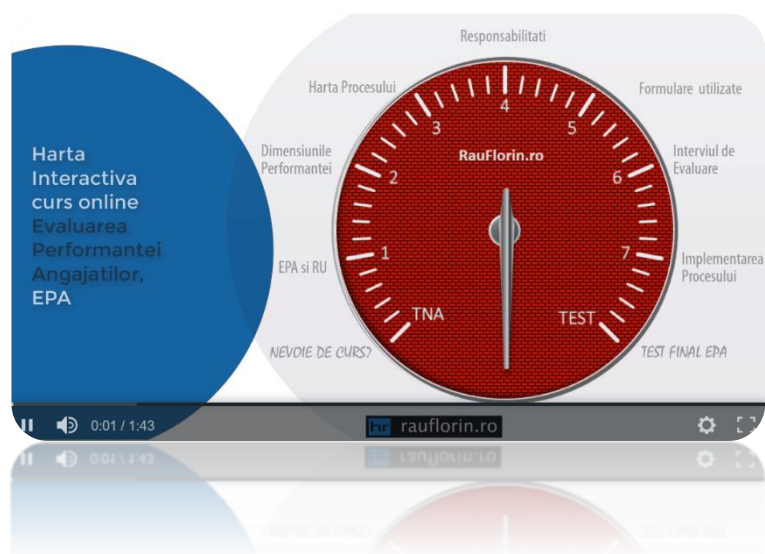 Harta
Interactiva
curs online
Evaluarea
Performantei
Angajatilor,
EPA
Responsabilitati
Harta Procesului
Formulare utilizate
Dimensiunile
Performantei
Interviul de
Evaluare
EPA si RU
Implementarea
Procesului
NEVOIE DE CURS?
TEST FINAL EPA
RauFlorin.ro
1
2
3
4
5
6
7
TNA
TEST
0:01 / 1:43
hr rauflorin.ro